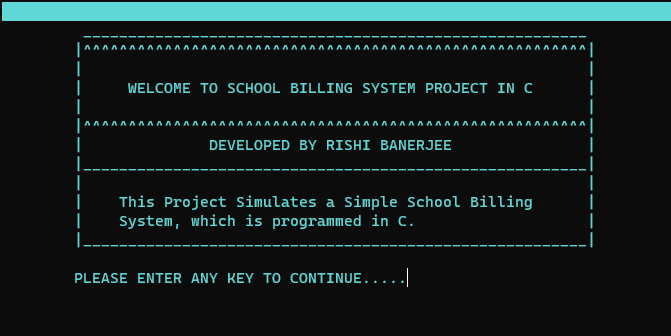 WELCOME TO SCHOOL BILLING SYSTEM PROJECT IN C
DEVELOPED BY RISHI BANERJEE
This Project Simulates a Simple School Billing
System, which is programmed in C.
PLEASE ENTER ANY KEY TO CONTINUE.....